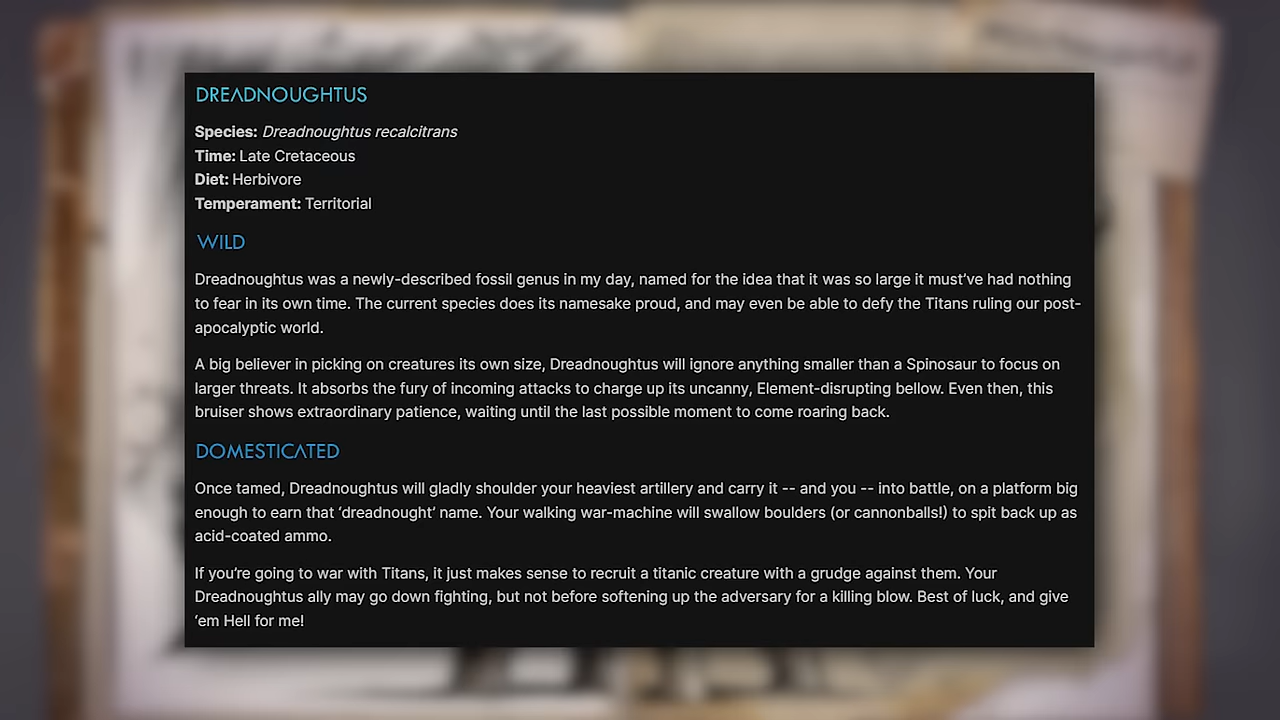 DREADNOUGHTUS
Species: Dreadnoughtus recalcitrans
Time: Late Cretaceous
Diet: Herbivore
Temperament: Territorial
WILD
Dreadnoughtus was a newly-described fossil genus in my day, named for the idea that it was so large it must’ve had nothing
to fear in its own time. The current species does its namesake proud, and may even be able to defy the Titans ruling our post-
apocalyptic world.
A big believer in picking on creatures its own size, Dreadnoughtus will ignore anything smaller than a Spinosaur to focus on
larger threats. It absorbs the fury of incoming attacks to charge up its uncanny, Element-disrupting bellow. Even then, this
bruiser shows extraordinary patience, waiting until the last possible moment to come roaring back.
DOMESTICATED
Once tamed, Dreadnoughtus will gladly shoulder your heaviest artillery and carry it -- and you -- into battle, on a platform big
enough to earn that ‘dreadnought’ name. Your walking war-machine will swallow boulders (or cannonballs!) to spit back up as
acid-coated ammo.
If you’re going to war with Titans, it just makes sense to recruit a titanic creature with a grudge against them. Your
Dreadnoughtus ally may go down fighting, but not before softening up the adversary for a killing blow. Best of luck, and give
‘em Hell for me!